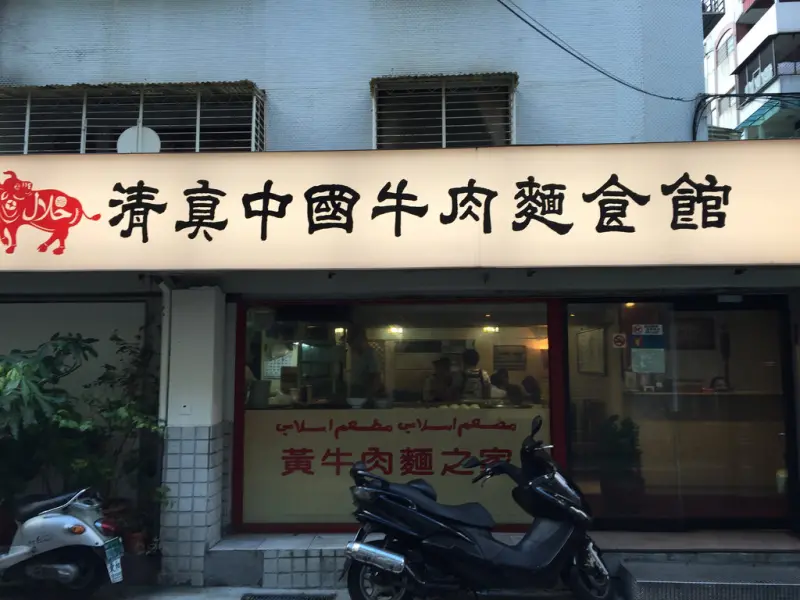 حلال
清真中國牛肉麵食館
مطعم اسلامي مطعم اسلامي
黃牛肉麵之家